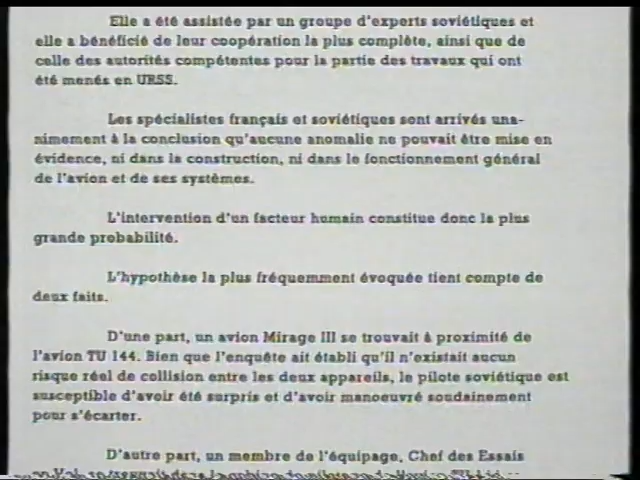 Elle a été assistée par un groupe d'experts soviétiques et
elle a bénéficié de leur coopération la plus complète, ainsi que de
celle des autorités compétentes pour la partie des travaux qui ont
été menés en URSS.
Les spécialistes français et soviétiques sont arrivés una-
nimement à la conclusion qu'aucune anomalie ne pouvait être mise en
évidence, ni dans la construction, ni dans le fonctionnement général
de l'avion et de ses systèmes.
L'intervention d'un facteur humain constitue donc la plus
grande probabilité.
L'hypothèse la plus fréquemment évoquée tient compte de
deux faits.
D'une part, un avion Mirage III se trouvait à proximité de
l'avion TU 144. Bien que l'enquête ait établi qu'il n'existait aucun
risque réel de collision entre les deux appareils, le pilote soviétique est
susceptible d'avoir été surpris et d'avoir manoeuvré soudainement
pour s'écarter.
D'autre part, un membre de l'équipage, Chef des Essais